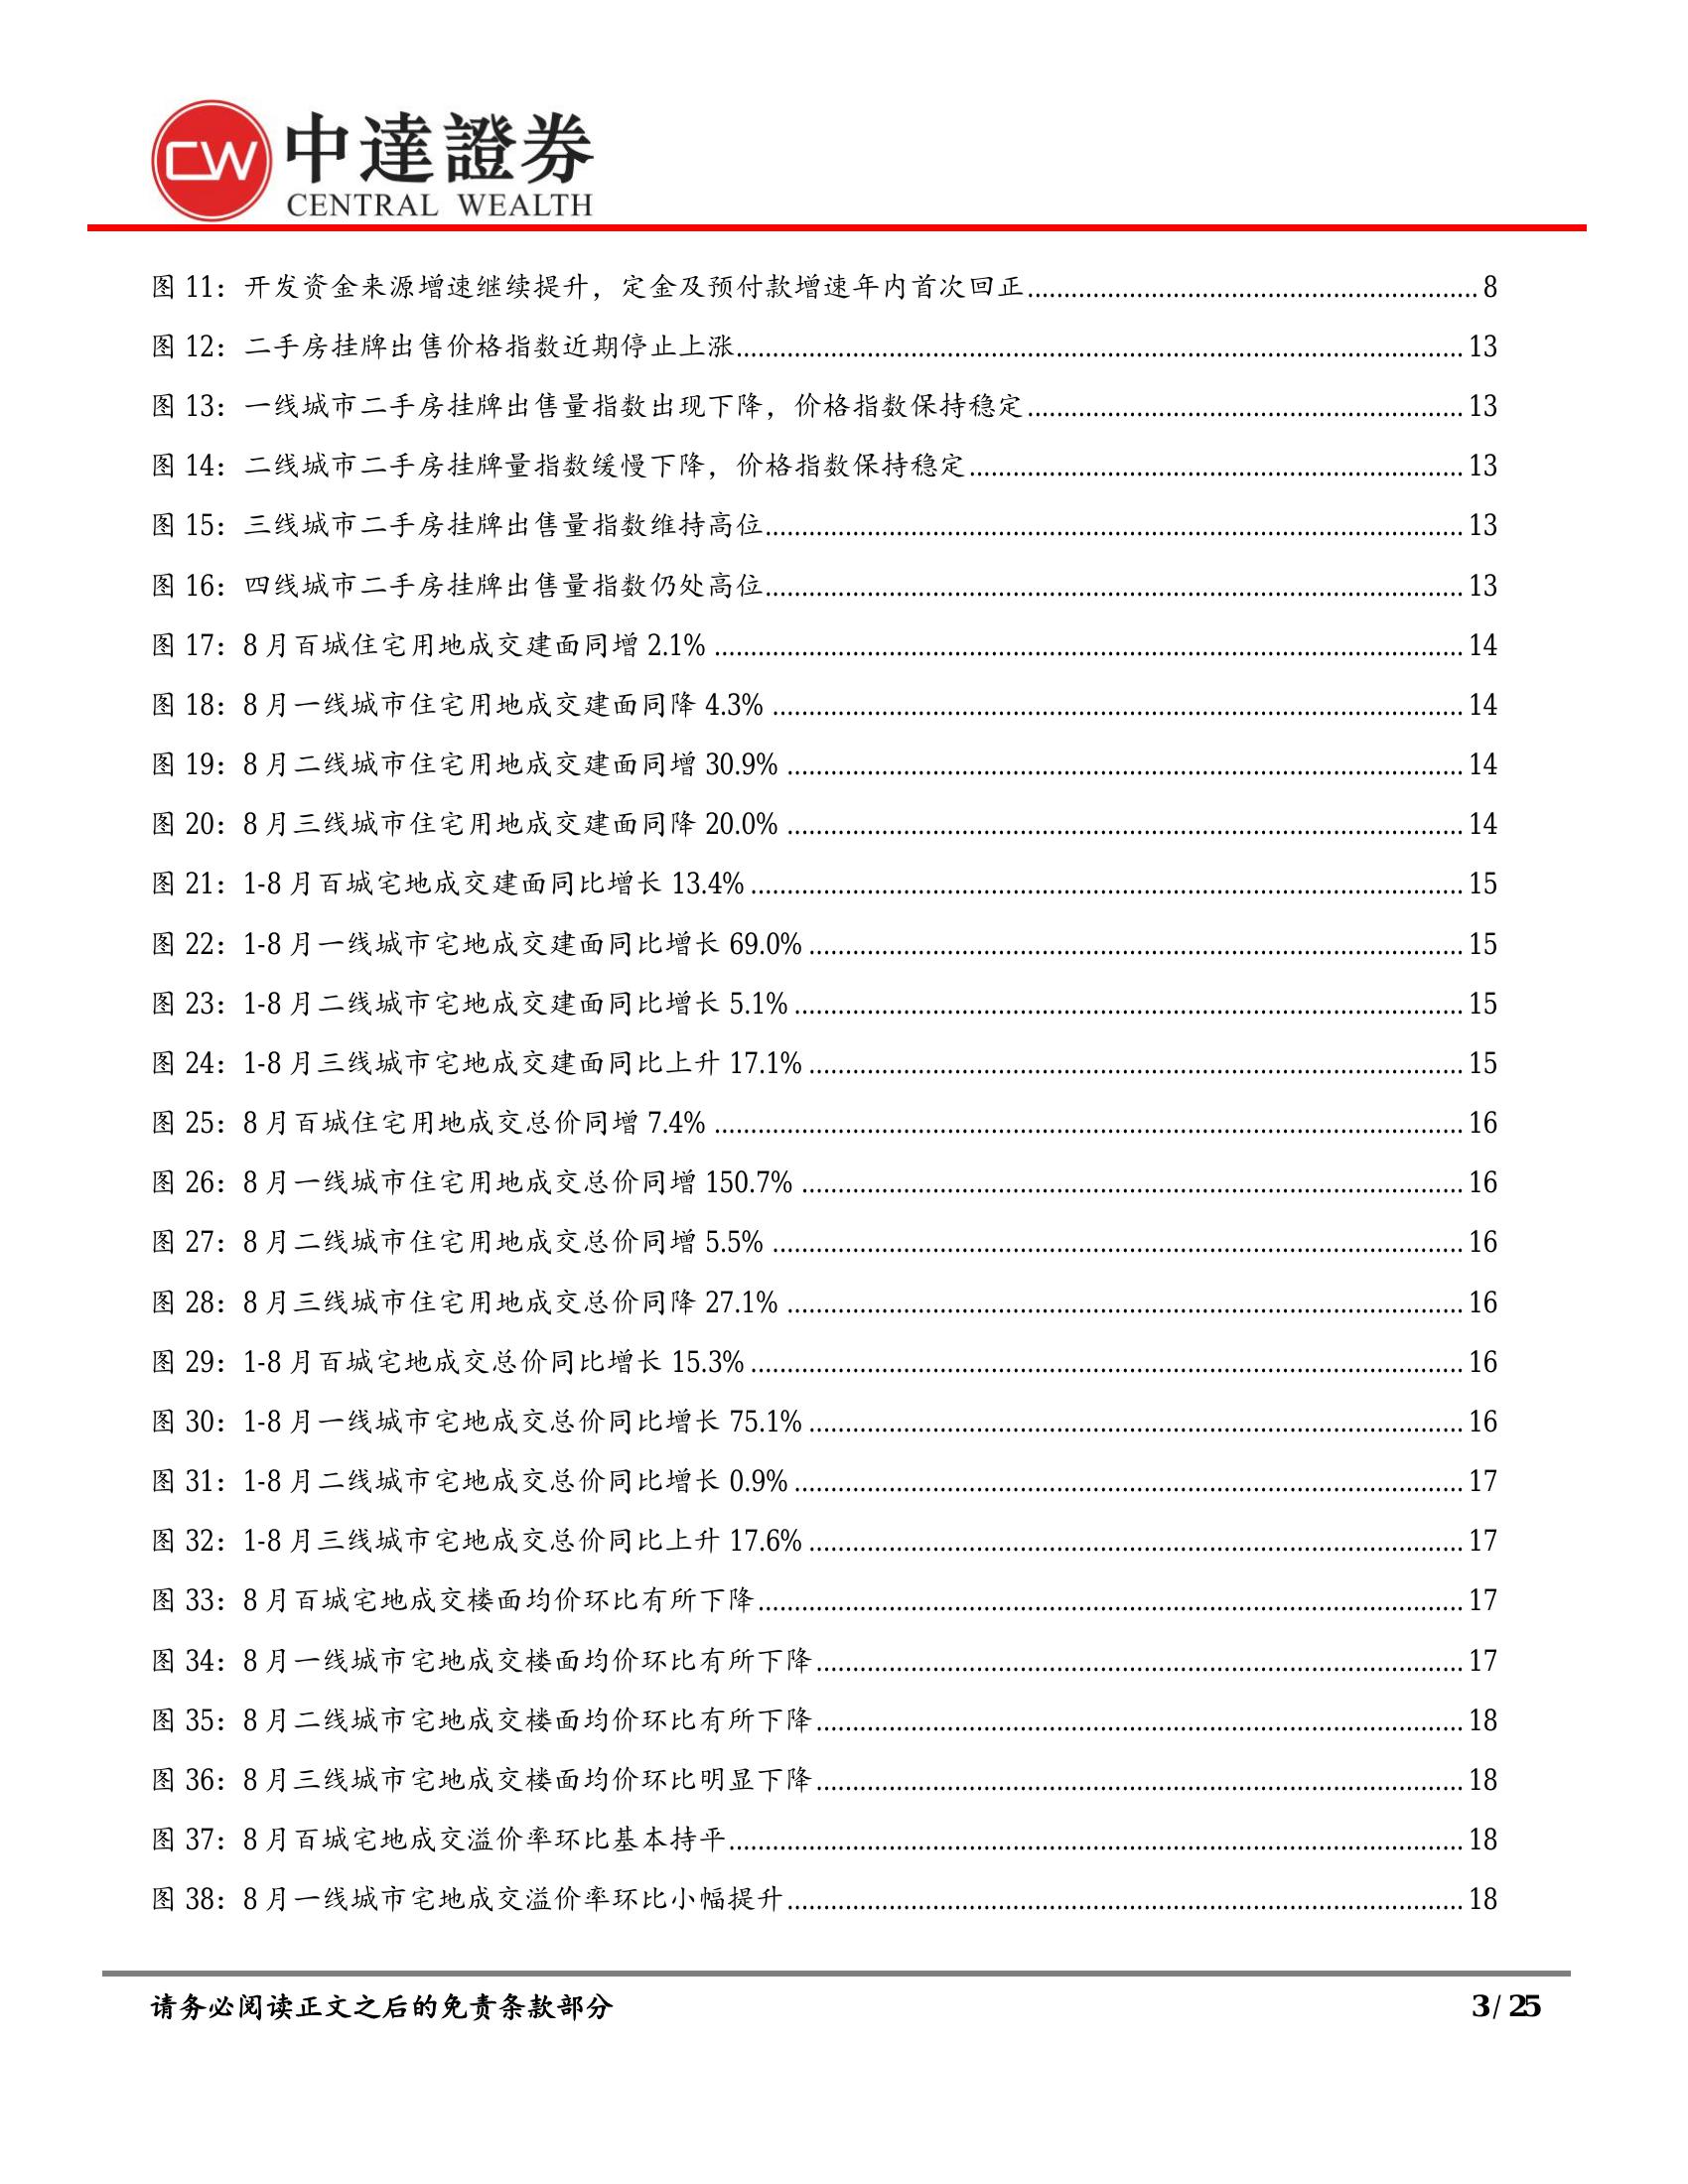 CW 中達證券
CENTRAL WEALTH
图 11：开发资金来源增速继续提升，定金及预付款增速年内首次回正 8
图 12：二手房挂牌出售价格指数近期停止上涨 13
图 13：一线城市二手房挂牌出售量指数出现下降，价格指数保持稳定 13
图 14：二线城市二手房挂牌量指数缓慢下降，价格指数保持稳定 13
图 15：三线城市二手房挂牌出售量指数维持高位 13
图 16：四线城市二手房挂牌出售量指数仍处高位 13
图 17：8 月百城住宅用地成交建面同增 2.1% 14
图 18：8 月一线城市住宅用地成交建面同降 4.3% 14
图 19：8 月二线城市住宅用地成交建面同增 30.9% 14
图 20：8 月三线城市住宅用地成交建面同降 20.0% 14
图 21：1-8 月百城宅地成交建面同比增长 13.4% 15
图 22：1-8 月一线城市宅地成交建面同比增长 69.0% 15
图 23：1-8 月二线城市宅地成交建面同比增长 5.1% 15
图 24：1-8 月三线城市宅地成交建面同比上升 17.1% 15
图 25：8 月百城住宅用地成交总价同增 7.4% 16
图 26：8 月一线城市住宅用地成交总价同增 150.7% 16
图 27：8 月二线城市住宅用地成交总价同增 5.5% 16
图 28：8 月三线城市住宅用地成交总价同降 27.1% 16
图 29：1-8 月百城宅地成交总价同比增长 15.3% 16
图 30：1-8 月一线城市宅地成交总价同比增长 75.1% 16
图 31：1-8 月二线城市宅地成交总价同比增长 0.9% 17
图 32：1-8 月三线城市宅地成交总价同比上升 17.6% 17
图 33：8 月百城宅地成交楼面均价环比有所下降 17
图 34：8 月一线城市宅地成交楼面均价环比有所下降 17
图 35：8 月二线城市宅地成交楼面均价环比有所下降 18
图 36：8 月三线城市宅地成交楼面均价环比明显下降 18
图 37：8 月百城宅地成交溢价率环比基本持平 18
图 38：8 月一线城市宅地成交溢价率环比小幅提升 18
请务必阅读正文之后的免责条款部分 3 / 25